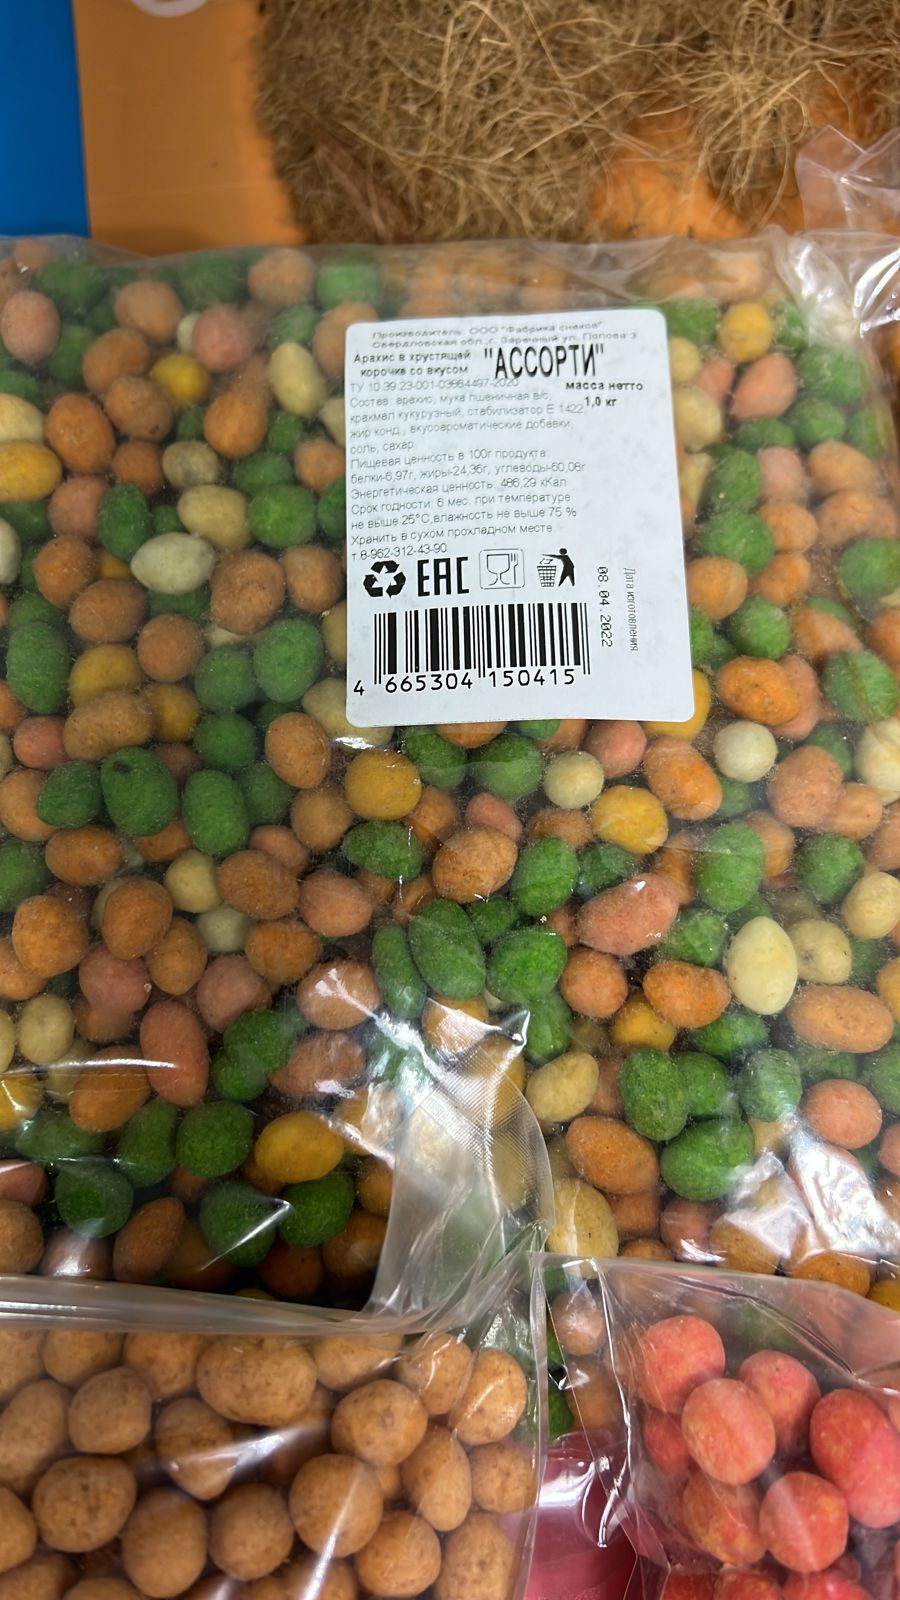 Производитель: ООО "Фабрика снеков"
Свердловская обл.,г. Заречный ул. Попова 3
Арахис в хрустящей
корочке со вкусом "АССОРТИ"
ТУ 10.39.23-001-03664497-2020 масса нетто
Состав: арахис, мука пшеничная в/с, 1,0 кг
крахмал кукурузный, стабилизатор Е 1422,
жир конд., вкусоароматические добавки,
соль, сахар.
Пищевая ценность в 100г продукта:
белки-6,97г, жиры-24,36г, углеводы-60,08г
Энергетическая ценность: 486,29 кКал
Срок годности: 6 мес. при температуре
не выше 25°С,влажность не выше 75 %
Хранить в сухом прохладном месте.
т.8-962-312-43-90
ЕАС
08.04.2022
Дата изготовления
4 665304 150415